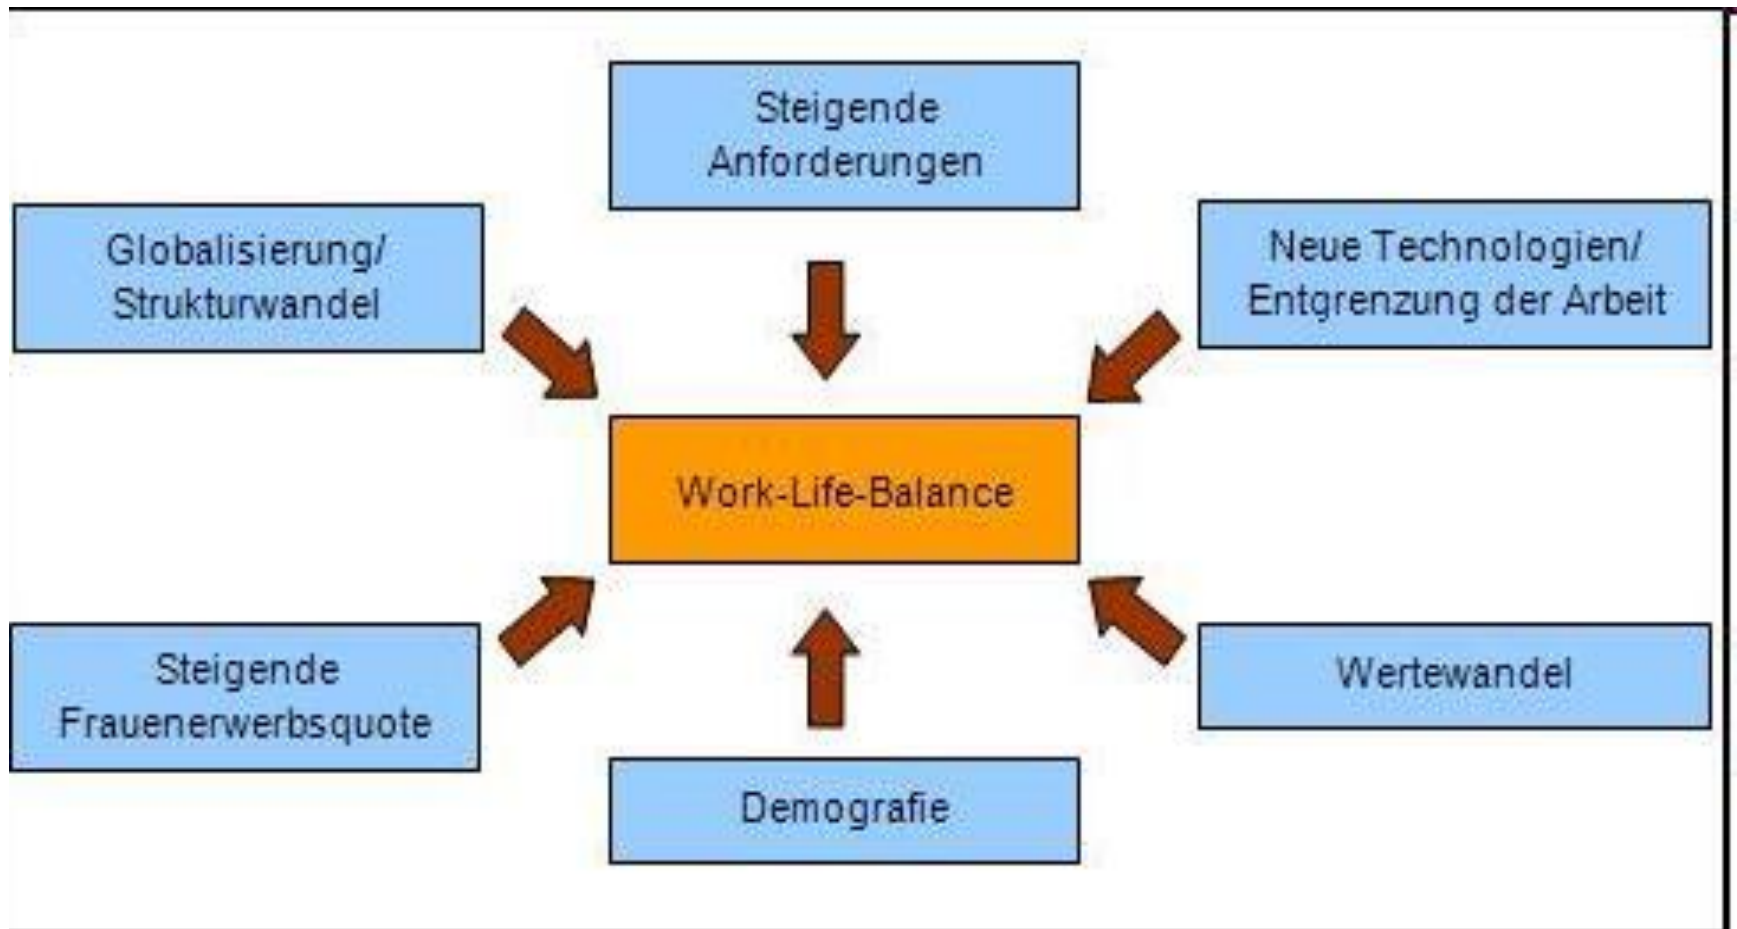 Steigende
Anforderungen
Globalisierung/
Strukturwandel
Neue Technologien/
Entgrenzung der Arbeit
Work-Life-Balance
Steigende
Frauenerwerbsquote
Wertewandel
Demografie